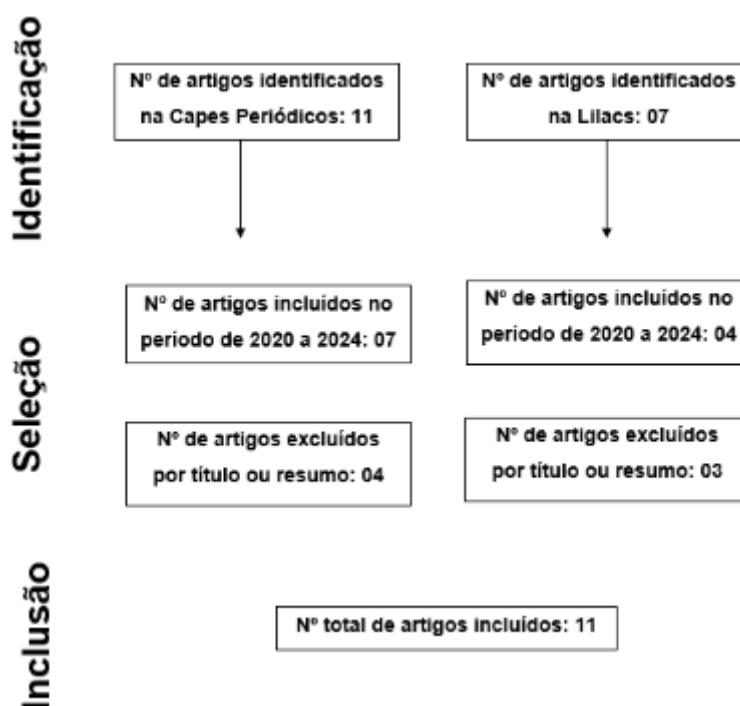 Identificação
Nº de artigos identificados
na Capes Periódicos: 11
Nº de artigos identificados
na Lilacs: 07
Seleção
Nº de artigos incluídos no
periodo de 2020 a 2024: 07
Nº de artigos incluidos no
periodo de 2020 a 2024: 04
Nº de artigos excluídos
por título ou resumo: 04
Nº de artigos excluídos
por título ou resumo: 03
Inclusão
Nº total de artigos incluídos: 11